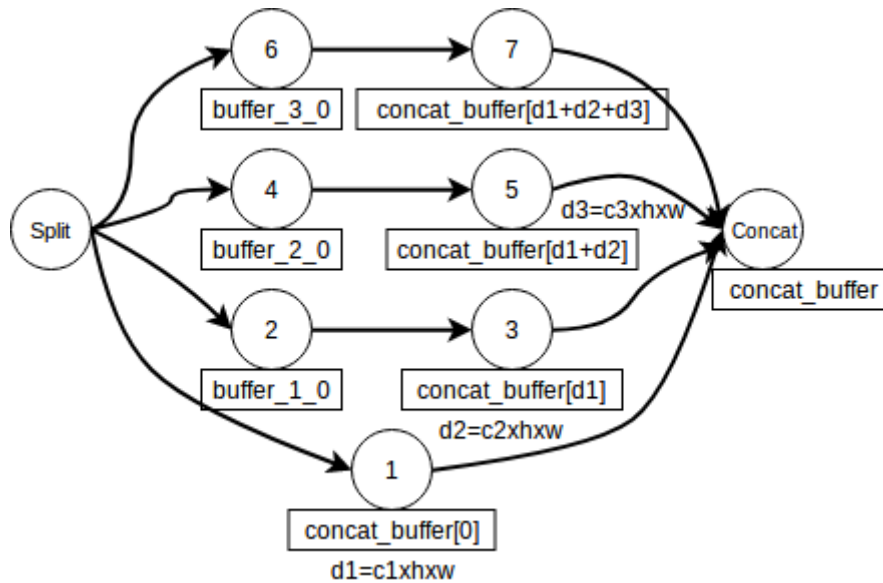 6
7
buffer_3_0
concat_buffer[d1+d2+d3]
4
5
d3=c3xhxw
Split
Concat
buffer_2_0
concat_buffer[d1+d2]
concat_buffer
2
3
buffer_1_0
concat_buffer[d1]
d2=c2xhxw
1
concat_buffer[0]
d1=c1xhxw